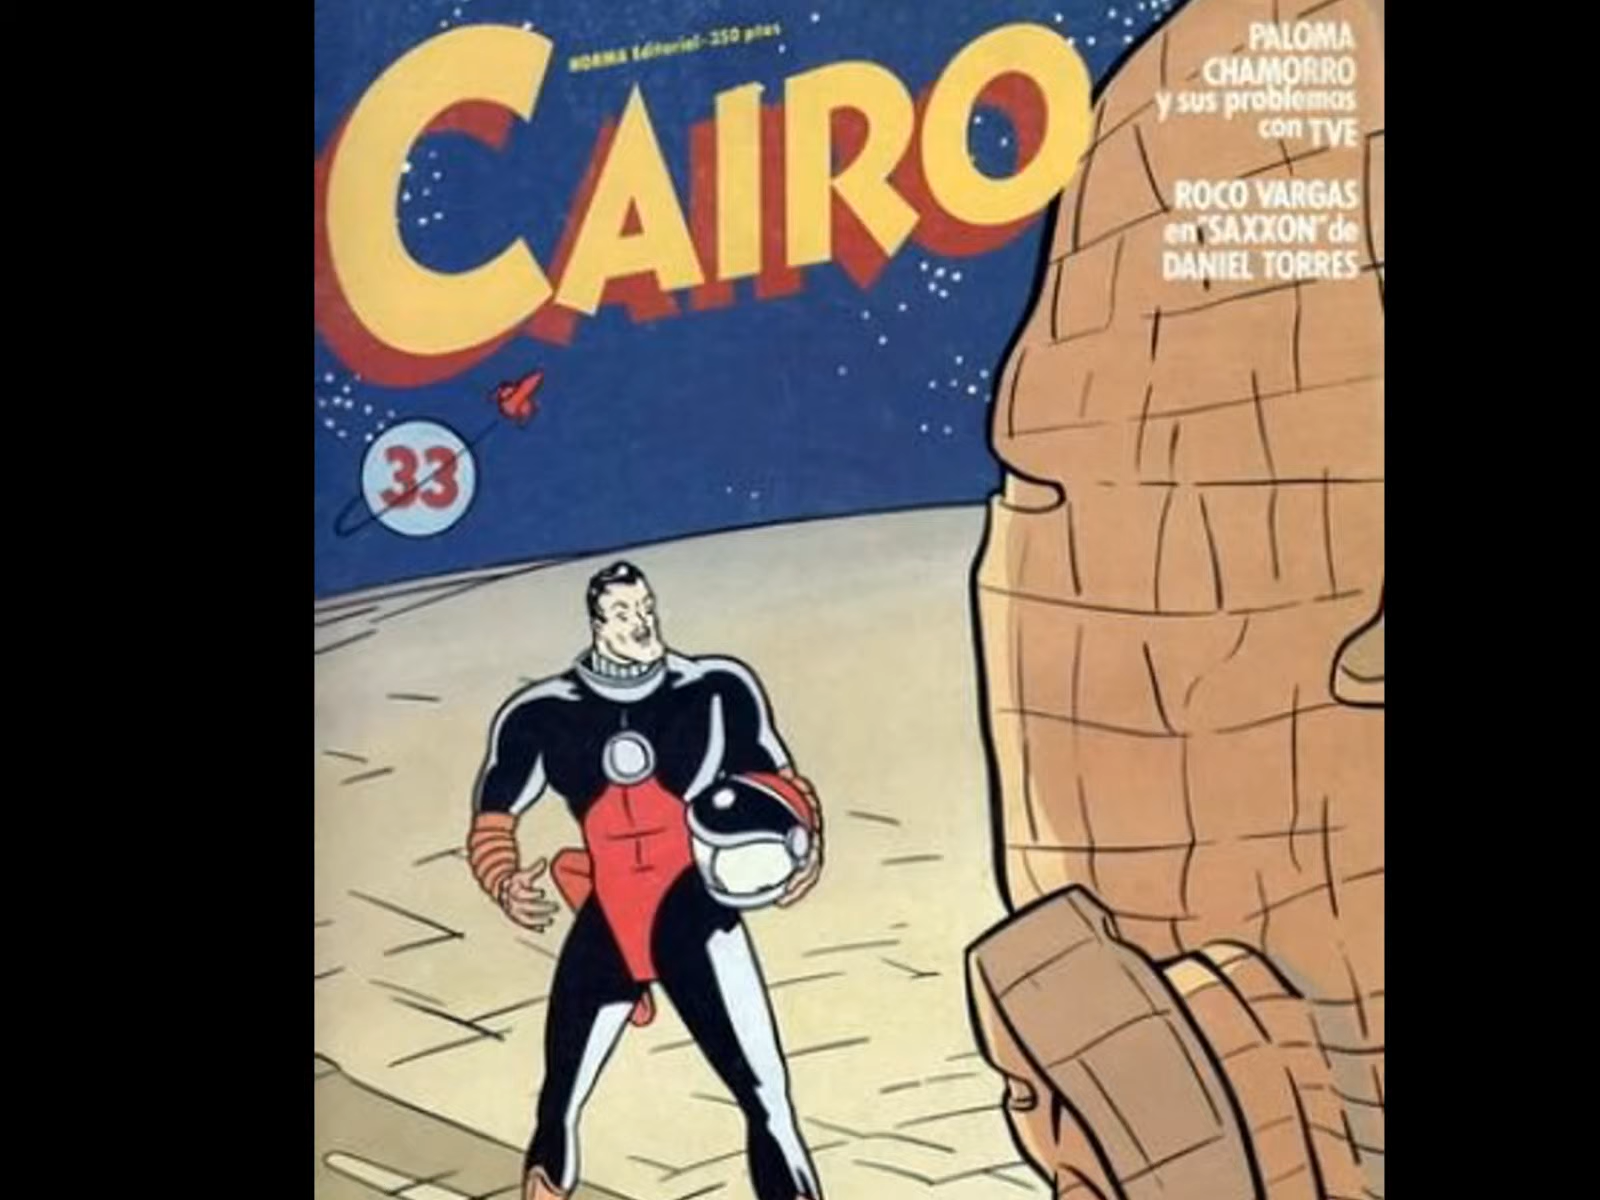 NORMA Editorial-350 ptas
CAIRO
PALOMA
CHAMORRO
y sus problemas
con TVE
ROCO VARGAS
en "SAXXON" de
DANIEL TORRES
33